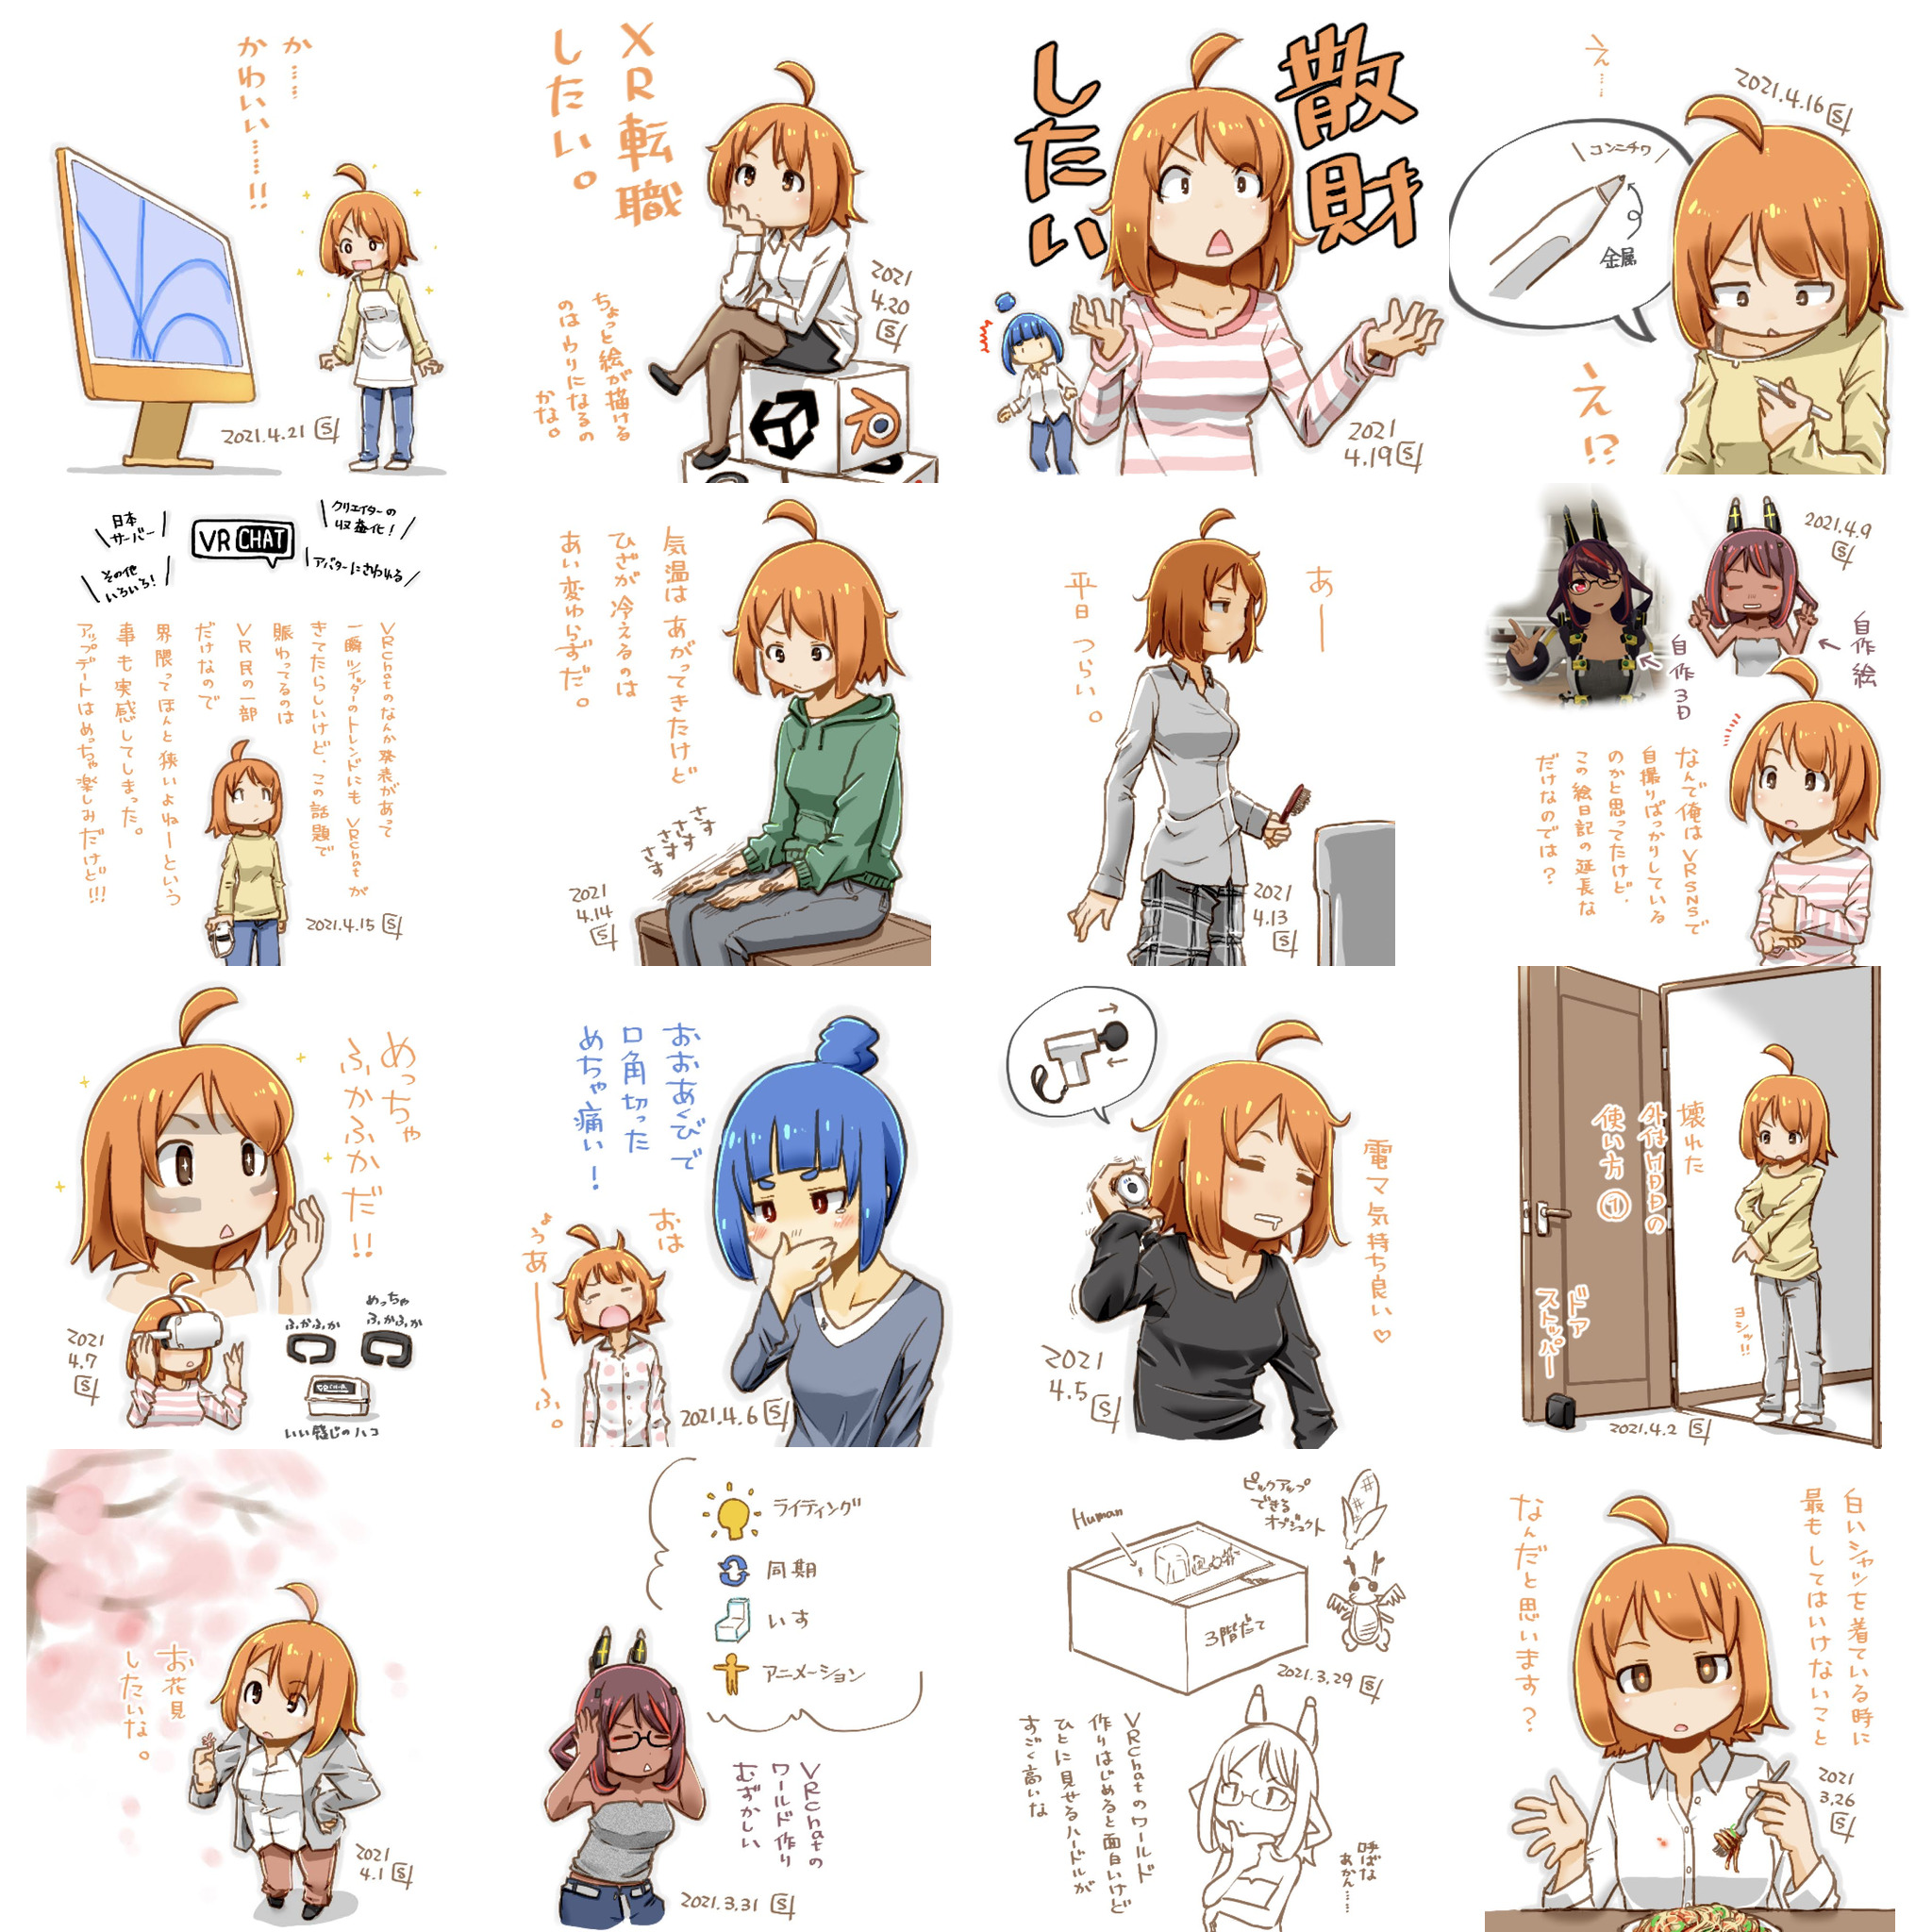 か……
かわいい……!!
2021.4.21
XR転職
したい。
ちょっと絵が描ける
のはわりになるの
かな。
2021
4.20
散財
したい
2021
4.19
え…
2021.4.16
コンニチワ
金属
え!?
日本
サーバー
VRCHAT
クリエイターの
収益化!
その他
いろいろ!
アバターにさわれる
VRChatのなんか発表があって
一瞬ツイッターのトレンドにも VRChatが
きてたらしいけど、この話題で
賑わってるのは
VR民の一部
だけなので
界隈ってほんと狭いよねーという
事も実感してしまった。
アップデートはめっちゃ楽しみだけど!!!
2021.4.15
気温は あがってきたけど
ひざが 冷えるのは
あい変わらずだ。
さす
さす
さす
さす
2021
4.14
あー
平日 つらい。
2021
4.13
2021.4.9
自作絵
自作3D
なんで俺は VRSNSで
自撮りばっかりしている
のかと思ってたけど、
この絵日記の延長な
だけなのでは?
めっちゃ
ふかふかだ!!
2021
4.7
ふかふか
めっちゃ
ふかふか
いい感じのハコ
おおあくびで
口角切った
めちゃ痛い!
おは
ょぅあーーふ。
2021.4.6
電マ気持ち良い♡
2021
4.5
壊れた
外付HDDの
使い方①
ドア
ストッパー
ヨシッ!!
2021.4.2
お花見
したいな。
2021
4.1
ライティング
同期
いす
アニメーション
VRChatの
ワールド作り
むずかしい
2021.3.31
Human
ピックアップ
できる
オブジェクト
3階だて
2021.3.29
VRChatのワールド
作りはじめると面白いけど
ひとに見せるハードルが
すごく高いな
呼ばな
あかん…
白いシャツを着ている時に
最も してはいけないこと
なんだと思います?
2021
3.26